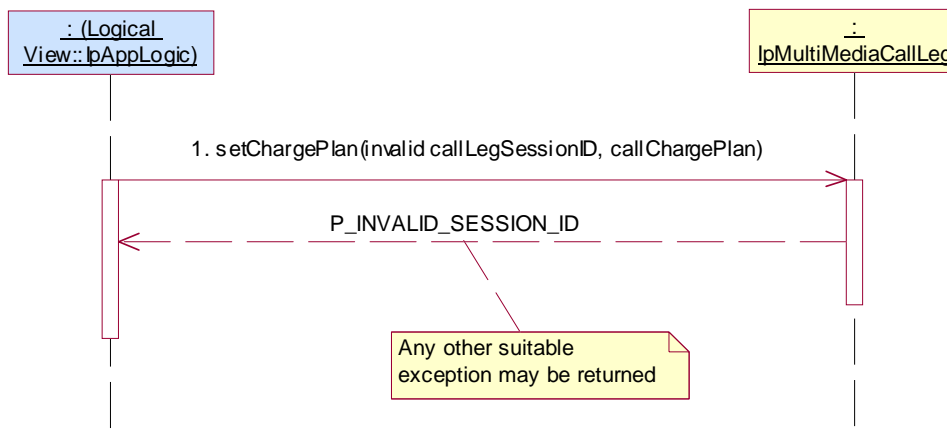 : (Logical
View::IpAppLogic)
:
IpMultiMediaCallLeg
1. setChargePlan(invalid callLegSessionID, callChargePlan)
P_INVALID_SESSION_ID
Any other suitable
exception may be returned